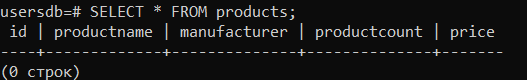 usersdb=# SELECT * FROM products;
 id | productname | manufacturer | productcount | price
----+-------------+--------------+--------------+-------
(0 строк)